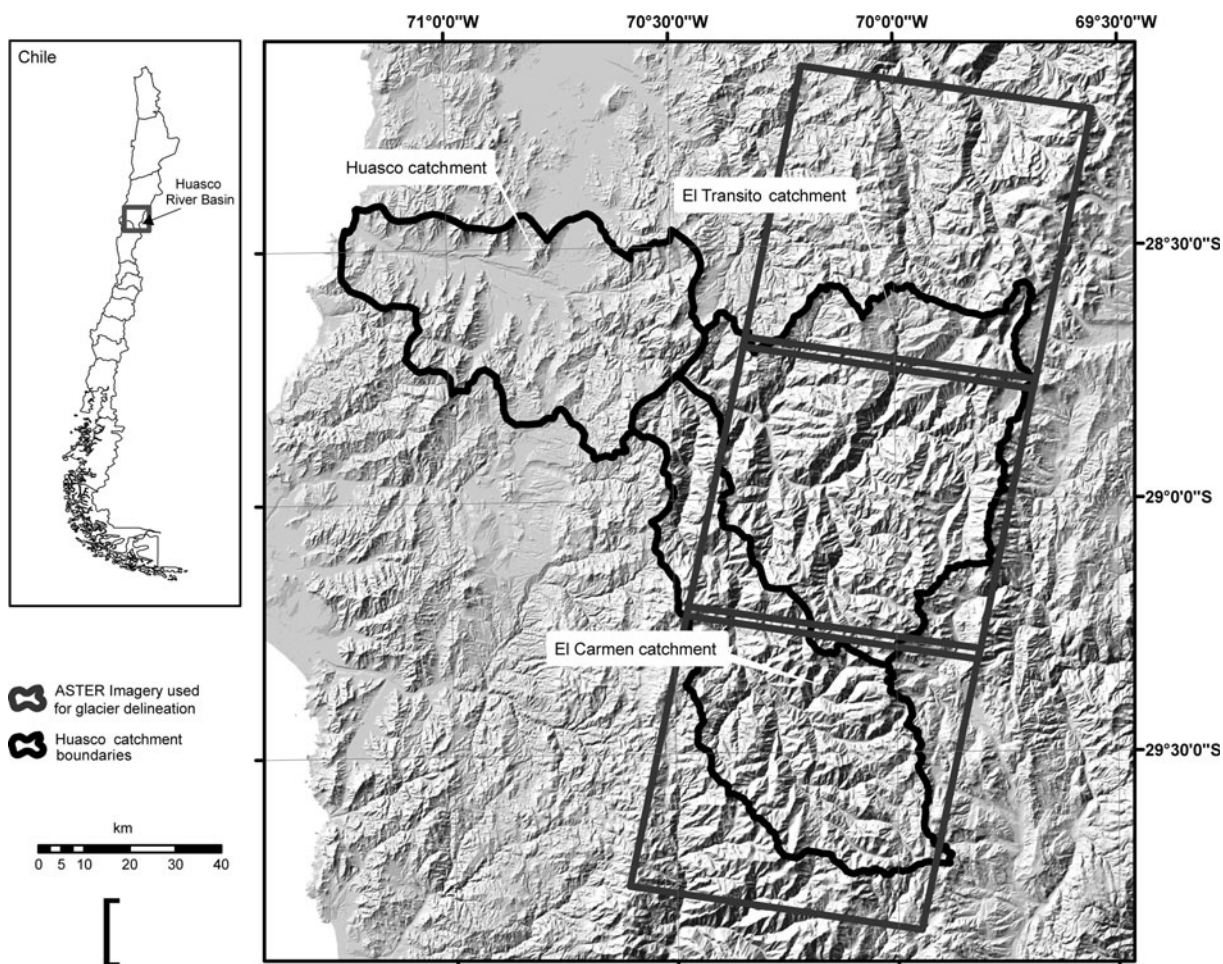 71°0'0"W
70°30'0"W
70°0'0"W
69°30'0"W
Chile
Huasco
River Basin
Huasco catchment
El Transito catchment
28°30'0"S
29°0'0"S
El Carmen catchment
29°30'0"S
ASTER Imagery used
for glacier delineation
Huasco catchment
boundaries
km
0 5 10 20 30 40